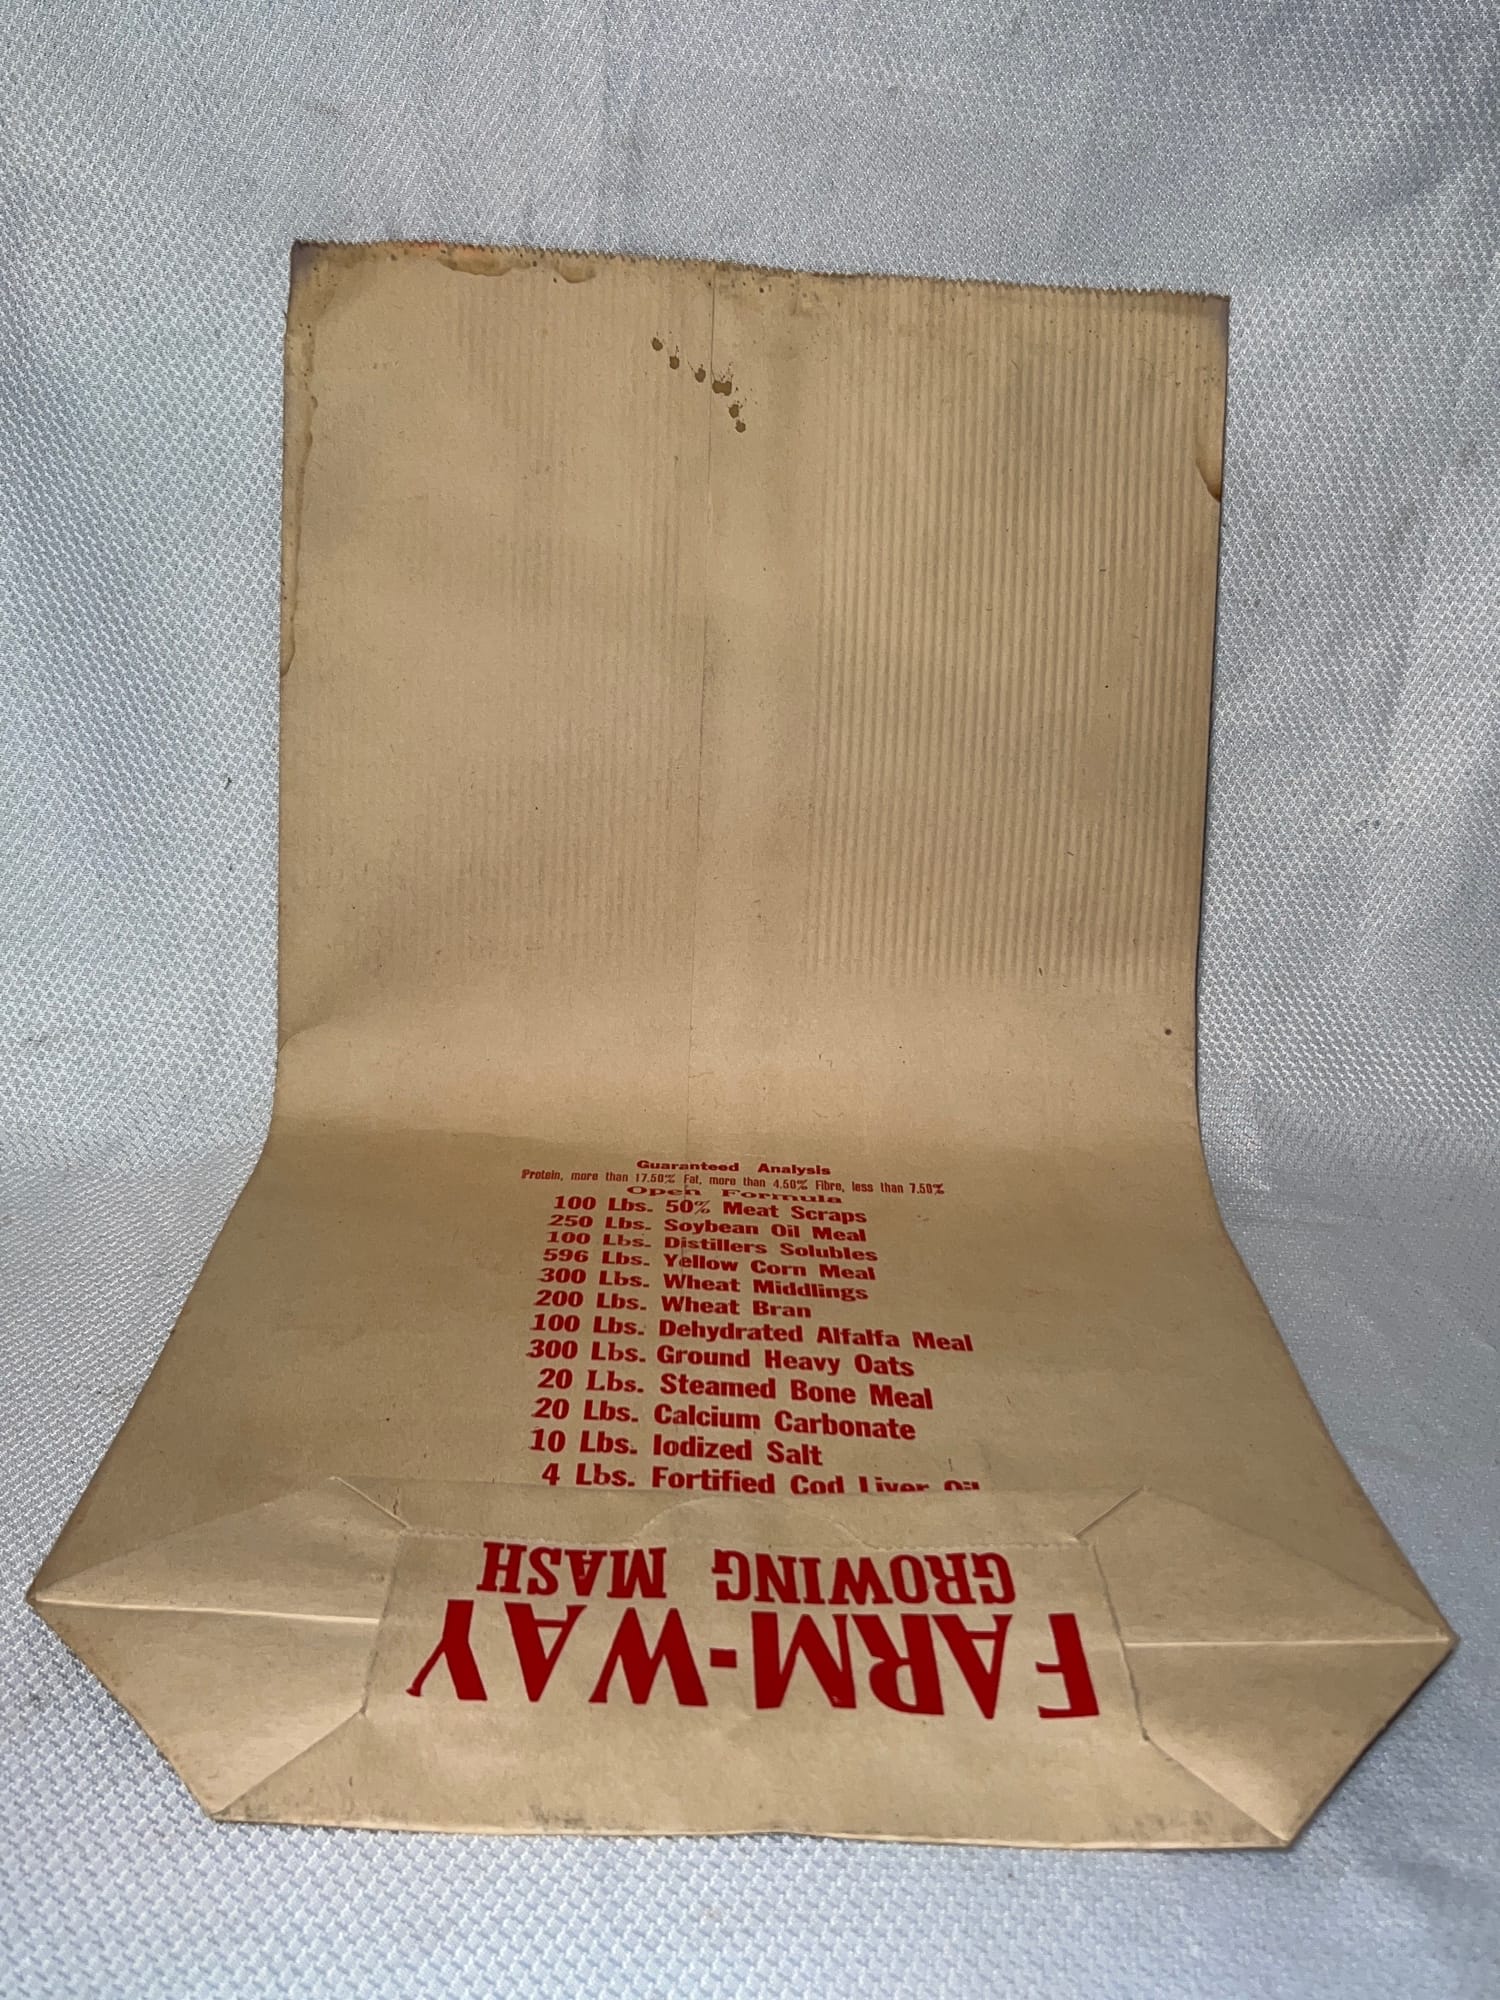 Guaranteed Analysis
Protein, more than 17.50% Fat, more than 4.50% Fibre, less than 7.50%
Open Formula
100 Lbs. 50% Meat Scraps
250 Lbs. Soybean Oil Meal
100 Lbs. Distillers Solubles
596 Lbs. Yellow Corn Meal
300 Lbs. Wheat Middlings
200 Lbs. Wheat Bran
100 Lbs. Dehydrated Alfalfa Meal
300 Lbs. Ground Heavy Oats
20 Lbs. Steamed Bone Meal
20 Lbs. Calcium Carbonate
10 Lbs. Iodized Salt
4 Lbs. Fortified Cod Liver Oil
FARM-WAY
GROWING MASH